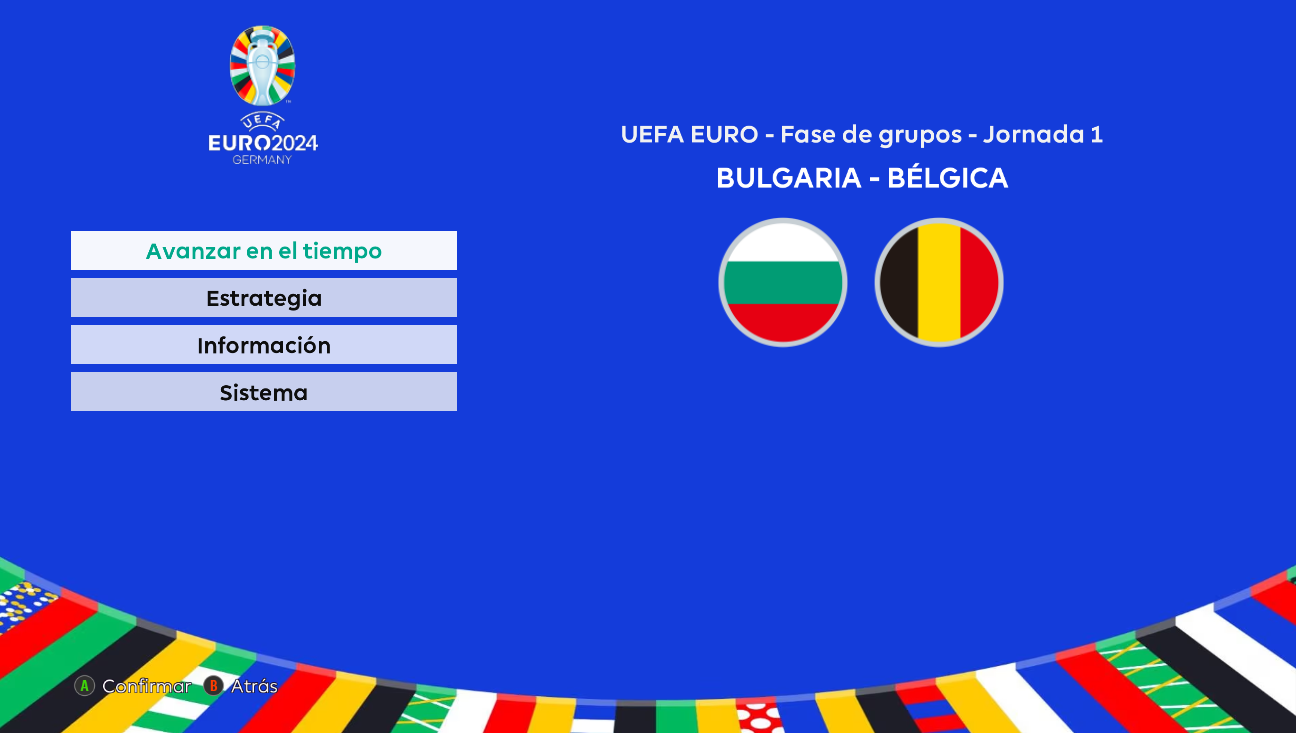 UEFA
EURO2024
GERMANY
UEFA EURO - Fase de grupos - Jornada 1
BULGARIA - BÉLGICA
Avanzar en el tiempo
Estrategia
Información
Sistema
A Confirmar B Atrás